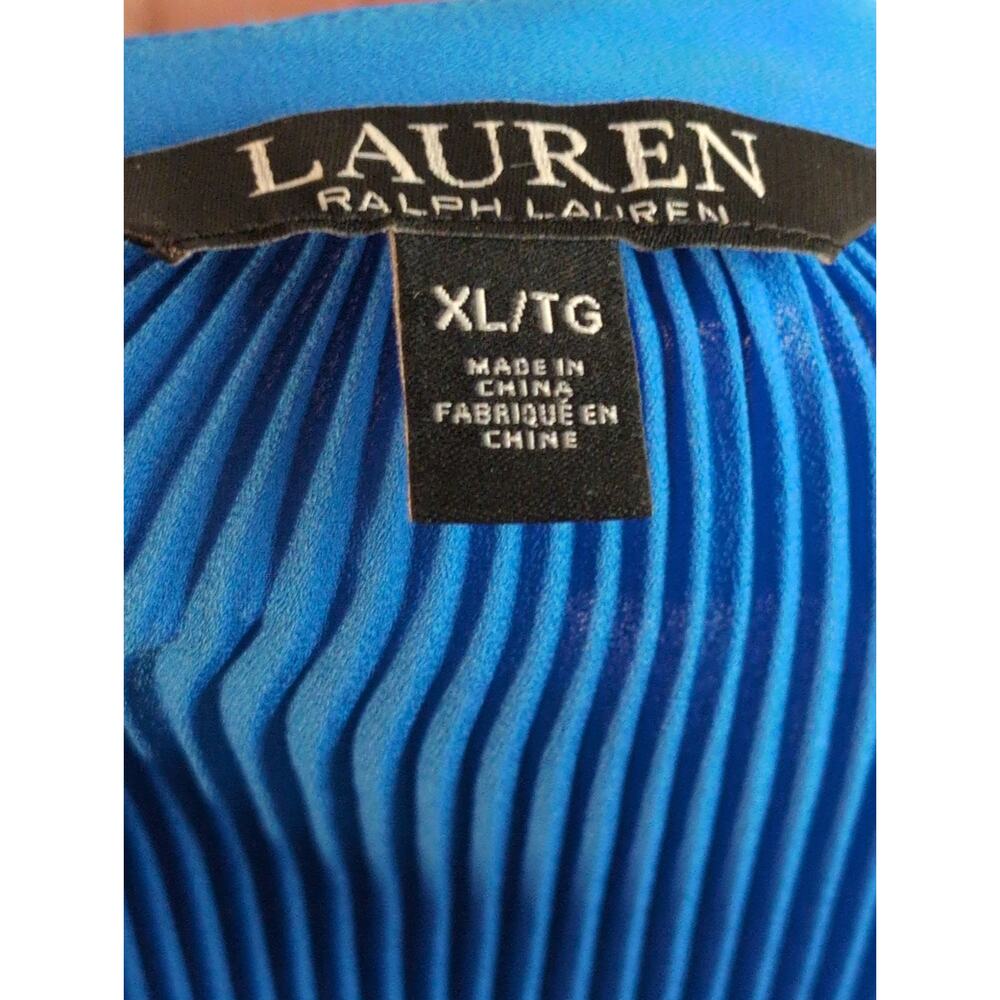 LAUREN
RALPH LAUREN
XL/TG
MADE IN
CHINA
FABRIQUÉ EN
CHINE